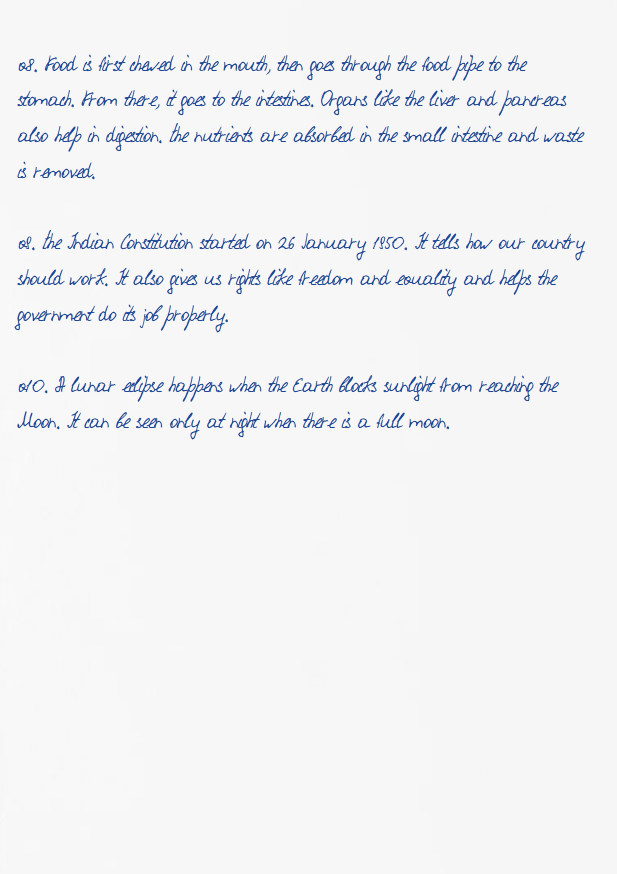 Q8. Food is first chewed in the mouth, then goes through the food pipe to the
stomach. From there, it goes to the intestines. Organs like the liver and pancreas
also help in digestion. The nutrients are absorbed in the small intestine and waste
is removed.
Q9. The Indian Constitution started on 26 January 1950. It tells how our country
should work. It also gives us rights like freedom and equality and helps the
government do its job properly.
Q10. A lunar eclipse happens when the Earth blocks sunlight from reaching the
Moon. It can be seen only at night when there is a full moon.